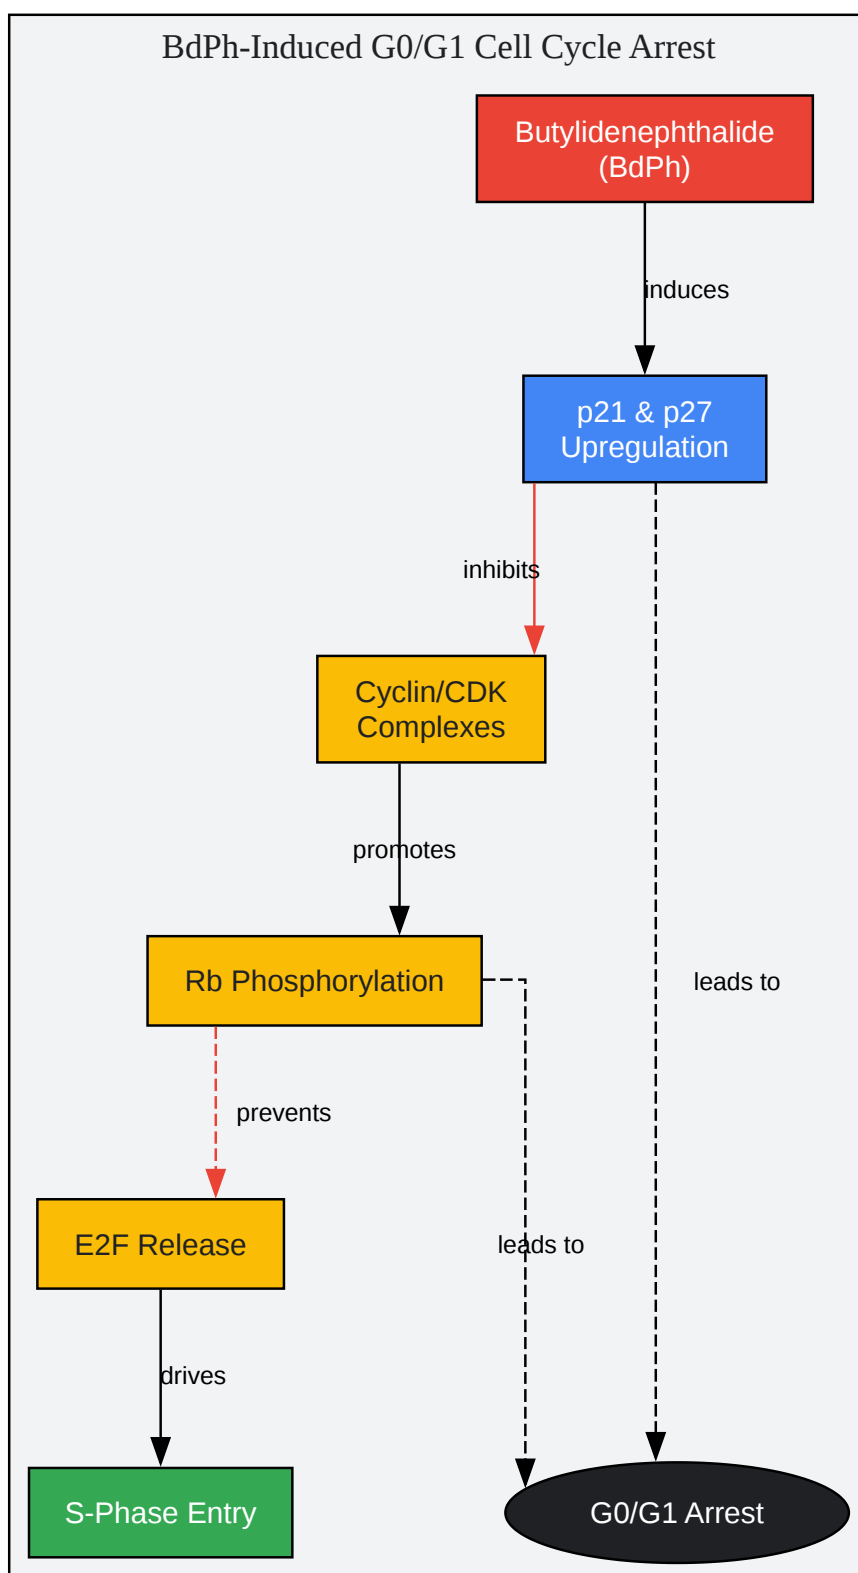 BdPh-Induced G0/G1 Cell Cycle Arrest
Butylidenephthalide
(BdPh)
induces
p21 & p27
Upregulation
inhibits
Cyclin/CDK
Complexes
promotes
Rb Phosphorylation
leads to
prevents
E2F Release
leads to
drives
S-Phase Entry
G0/G1 Arrest